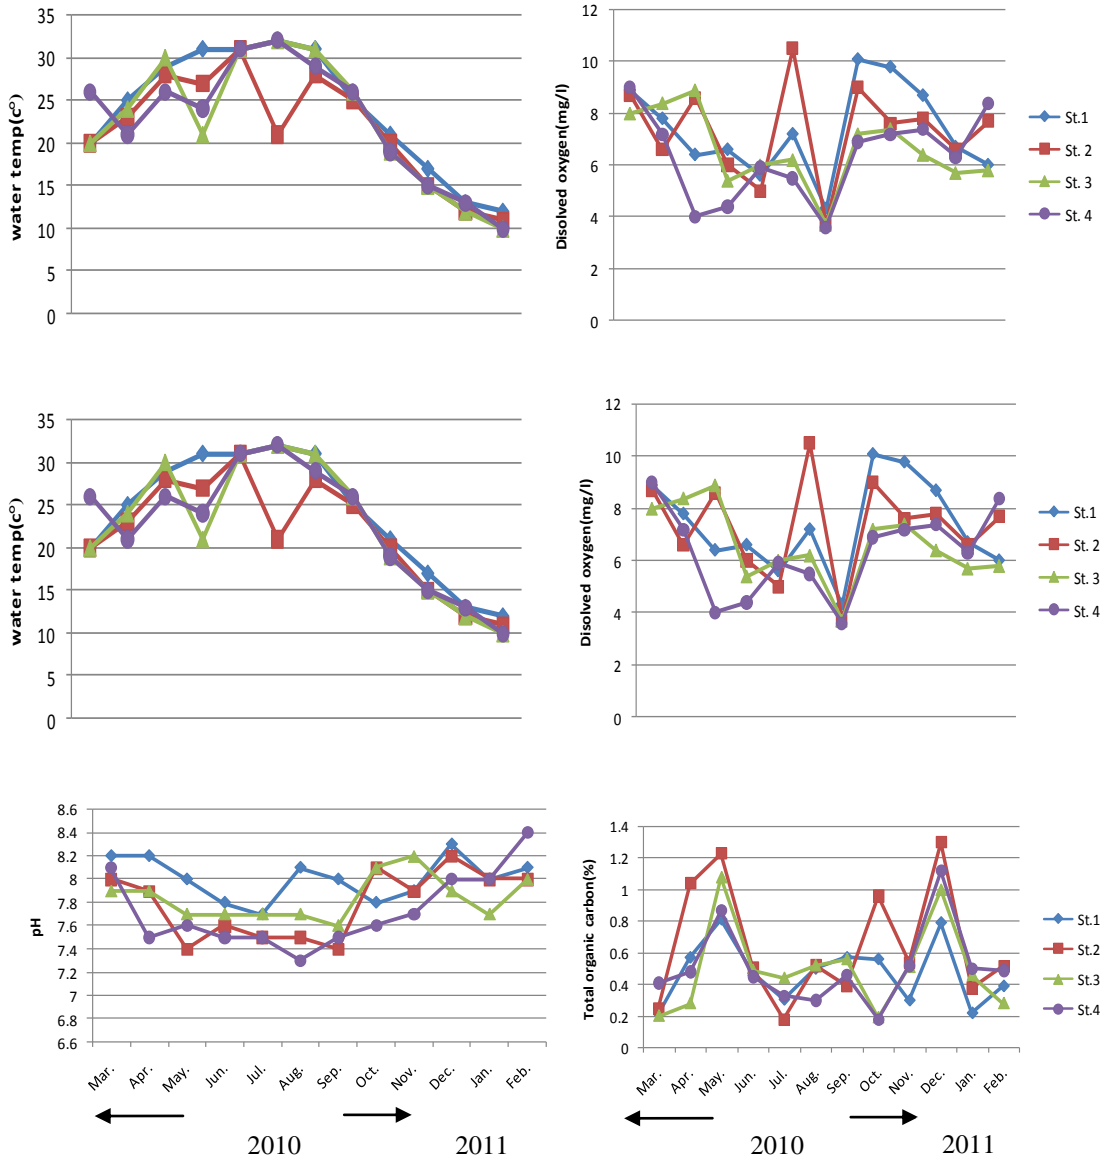 35
30
25
20
15
10
5
0
water temp(c°)
12
10
8
6
4
2
0
Disolved oxygen(mg/l)
St.1
St. 2
St. 3
St. 4
35
30
25
20
15
10
5
0
water temp(c°)
12
10
8
6
4
2
0
Disolved oxygen(mg/l)
St.1
St. 2
St. 3
St. 4
8.6
8.4
8.2
8
7.8
7.6
7.4
7.2
7
6.8
6.6
pH
Mar. Apr. May. Jun. Jul. Aug. Sep. Oct. Nov. Dec. Jan. Feb.
2010 2011
1.4
1.2
1
0.8
0.6
0.4
0.2
0
Total organic carbon(%)
St.1
St.2
St.3
St.4
Mar. Apr. May. Jun. Jul. Aug. Sep. Oct. Nov. Dec. Jan. Feb.
2010 2011